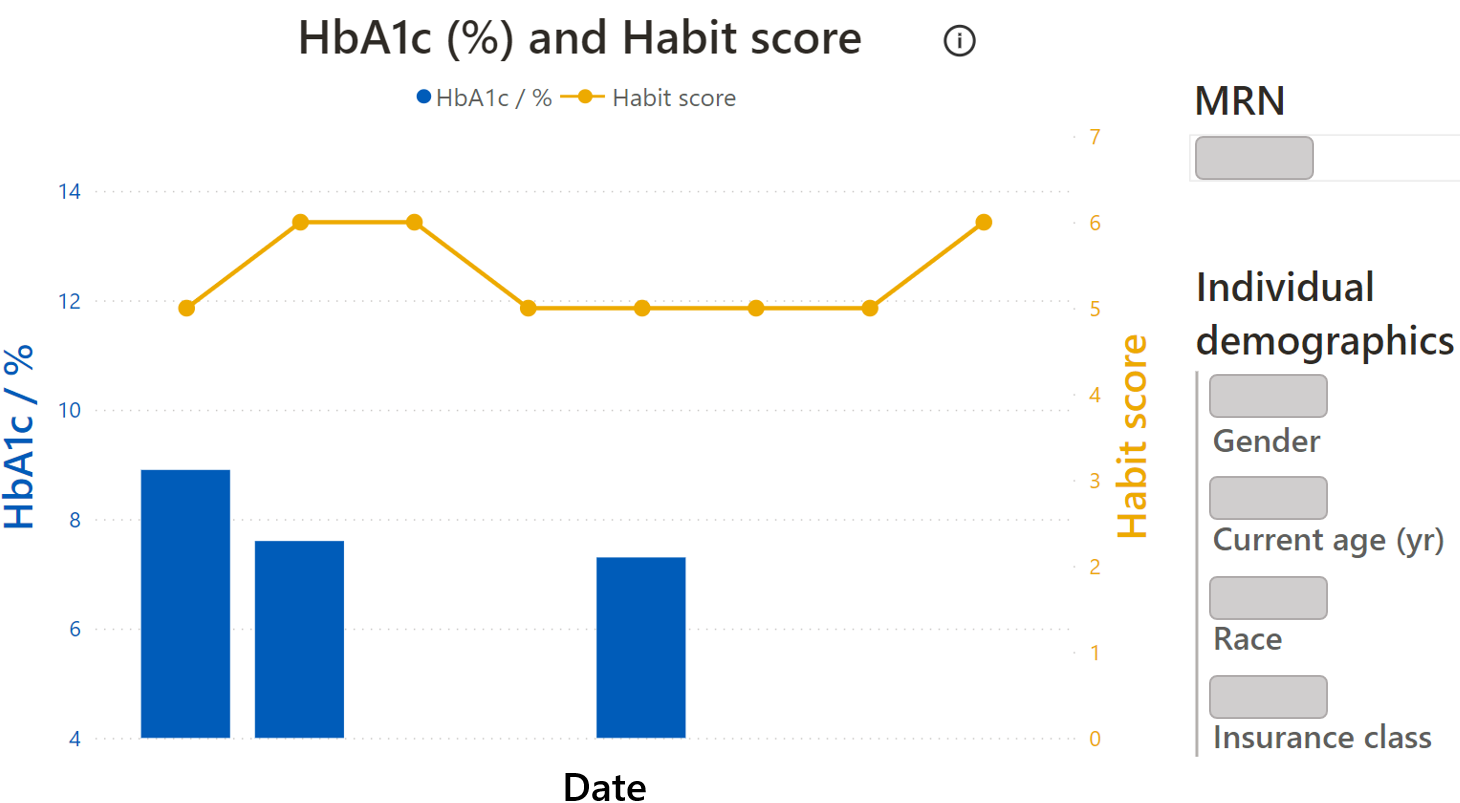 HbA1c (%) and Habit score
HbA1c / %
Habit score
7
14
6
12
5
10
4
8
3
2
6
1
4
0
HbA1c / %
Habit score
Date
MRN
Individual
demographics
Gender
Current age (yr)
Race
Insurance class